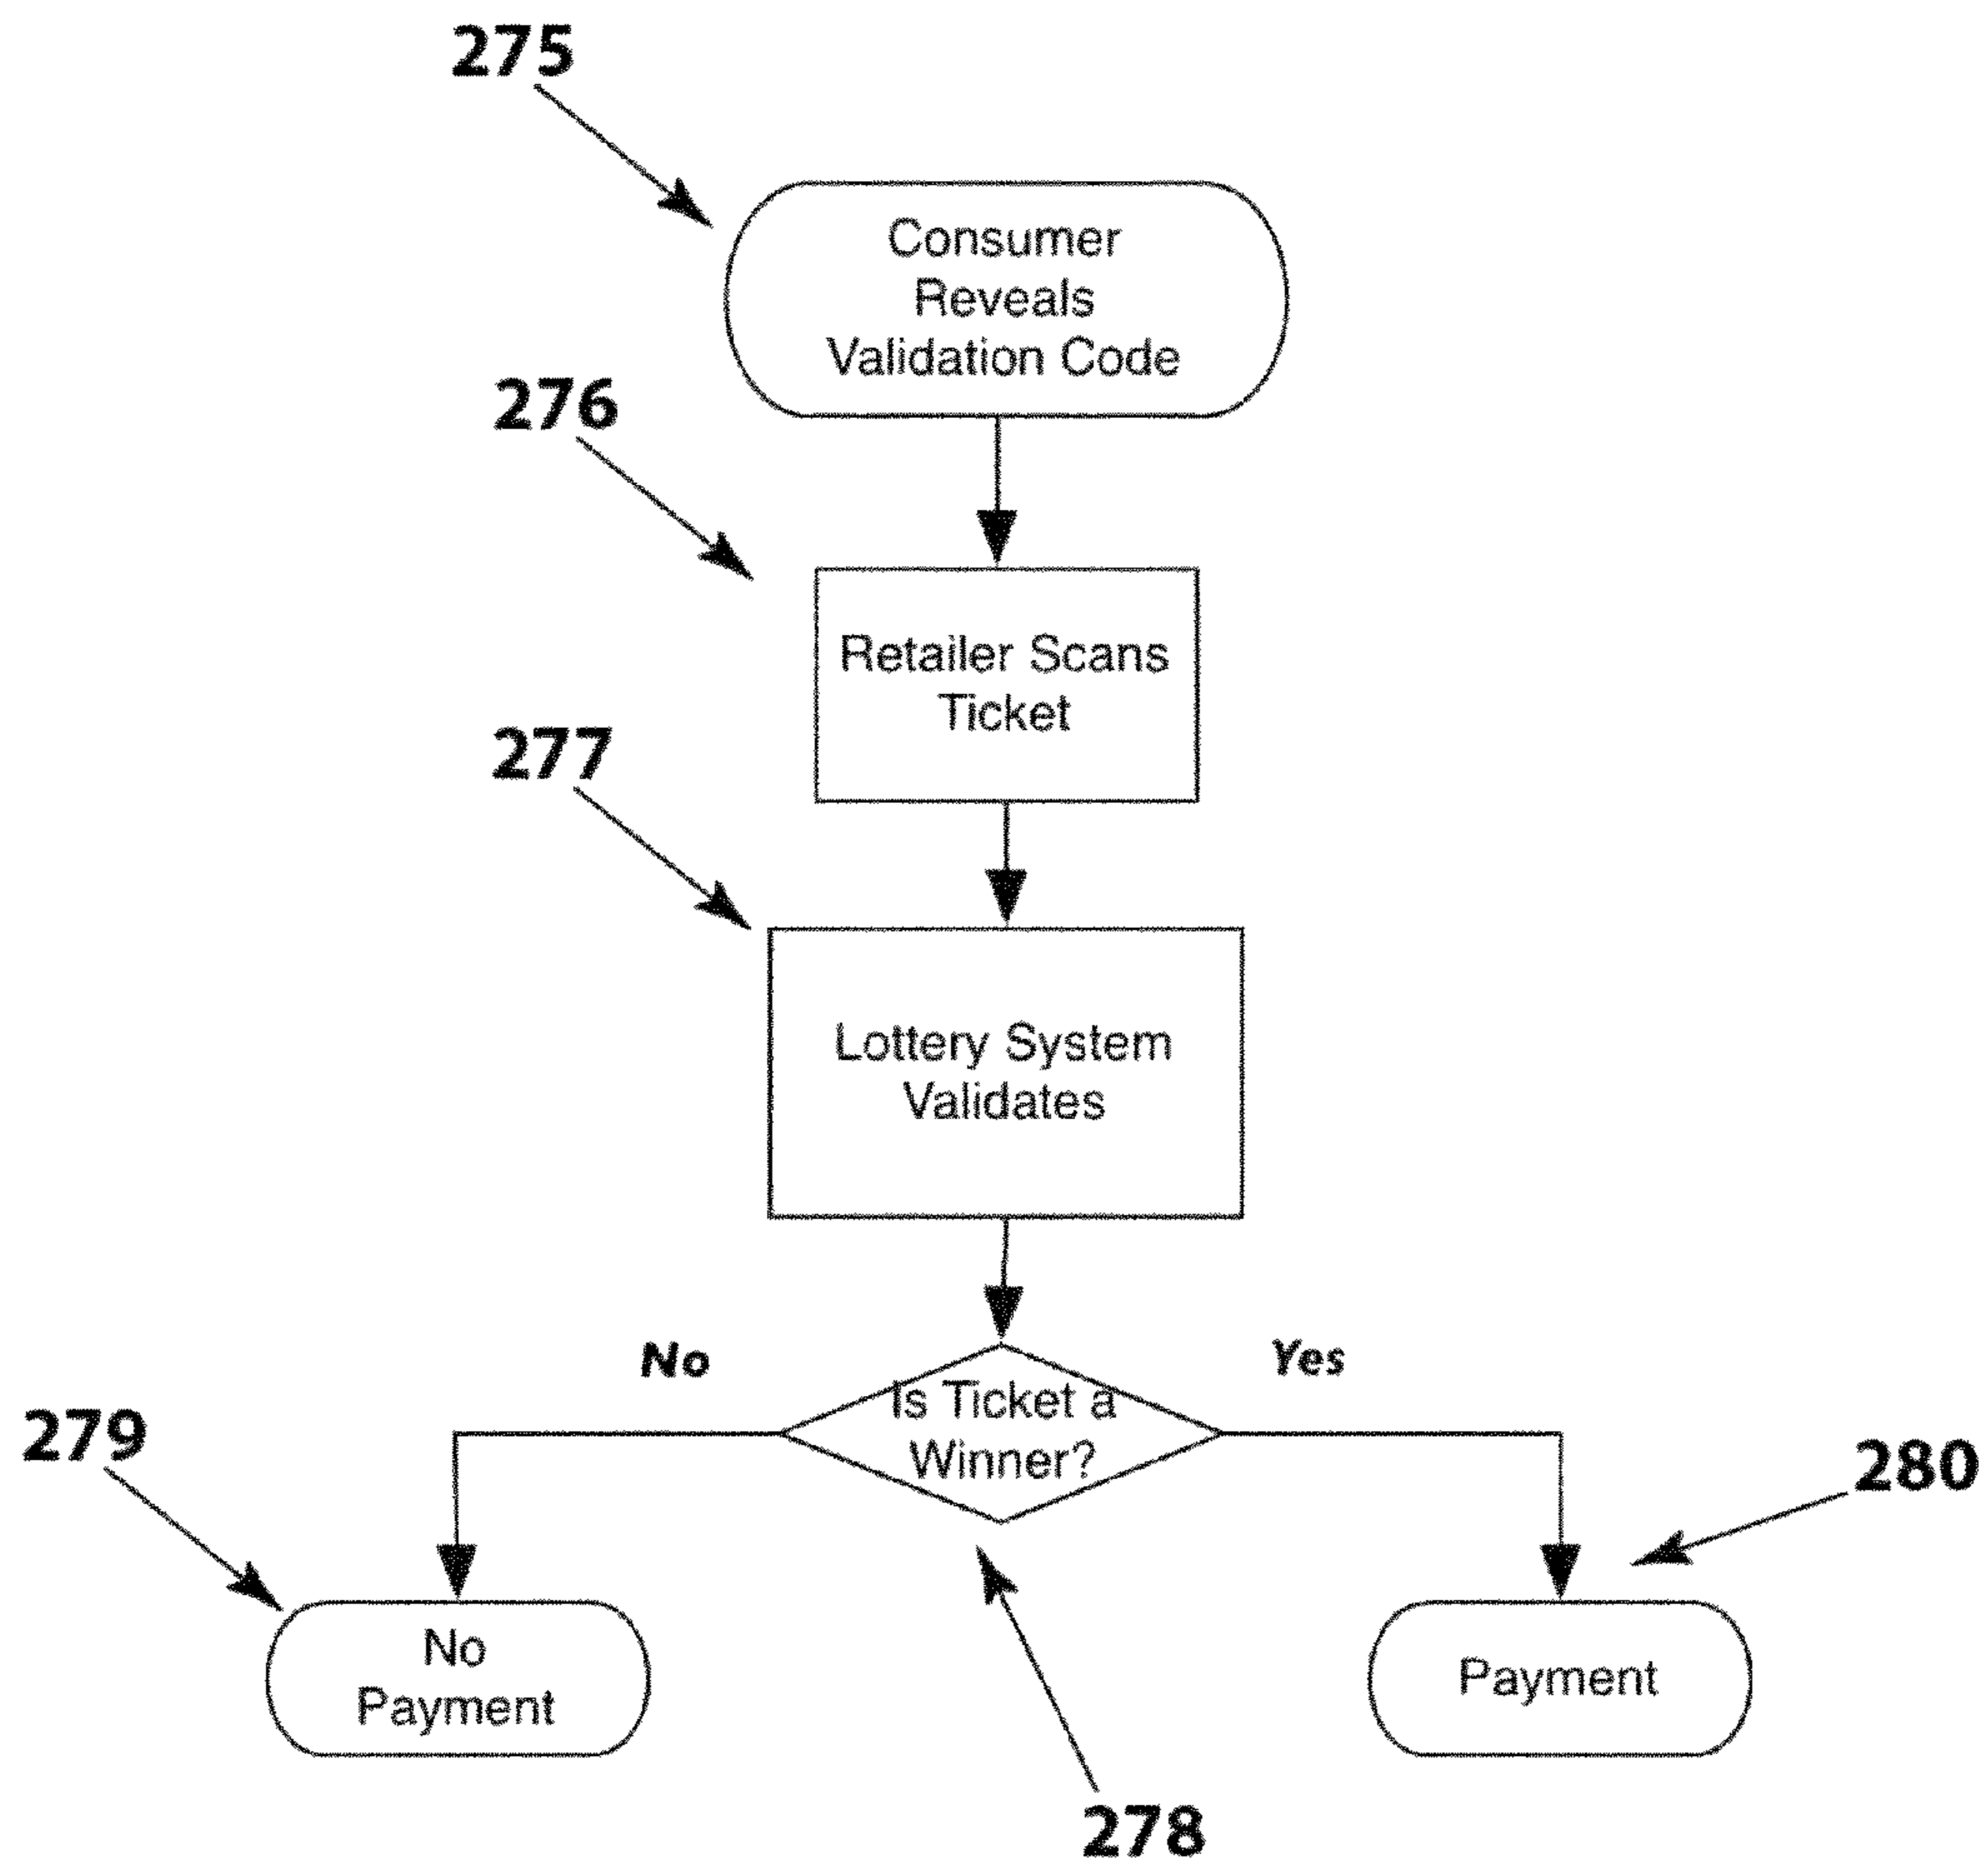 275
Consumer
Reveals
Validation Code
276
Retailer Scans
Ticket
277
Lottery System
Validates
No
Yes
Is Ticket a
Winner?
279
280
No
Payment
Payment
278